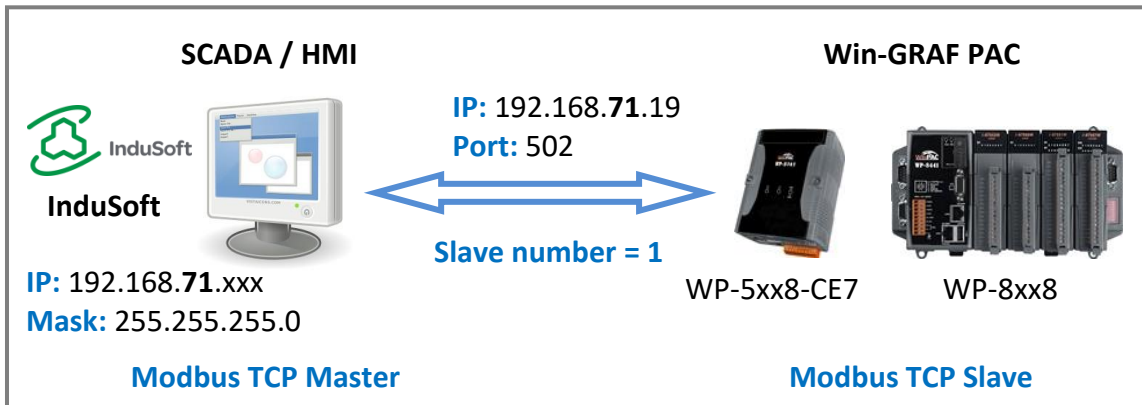 SCADA / HMI
Win-GRAF PAC
InduSoft
InduSoft
IP: 192.168.71.19
Port: 502
Slave number = 1
IP: 192.168.71.xxx
Mask: 255.255.255.0
WP-5xx8-CE7
WP-8xx8
Modbus TCP Master
Modbus TCP Slave